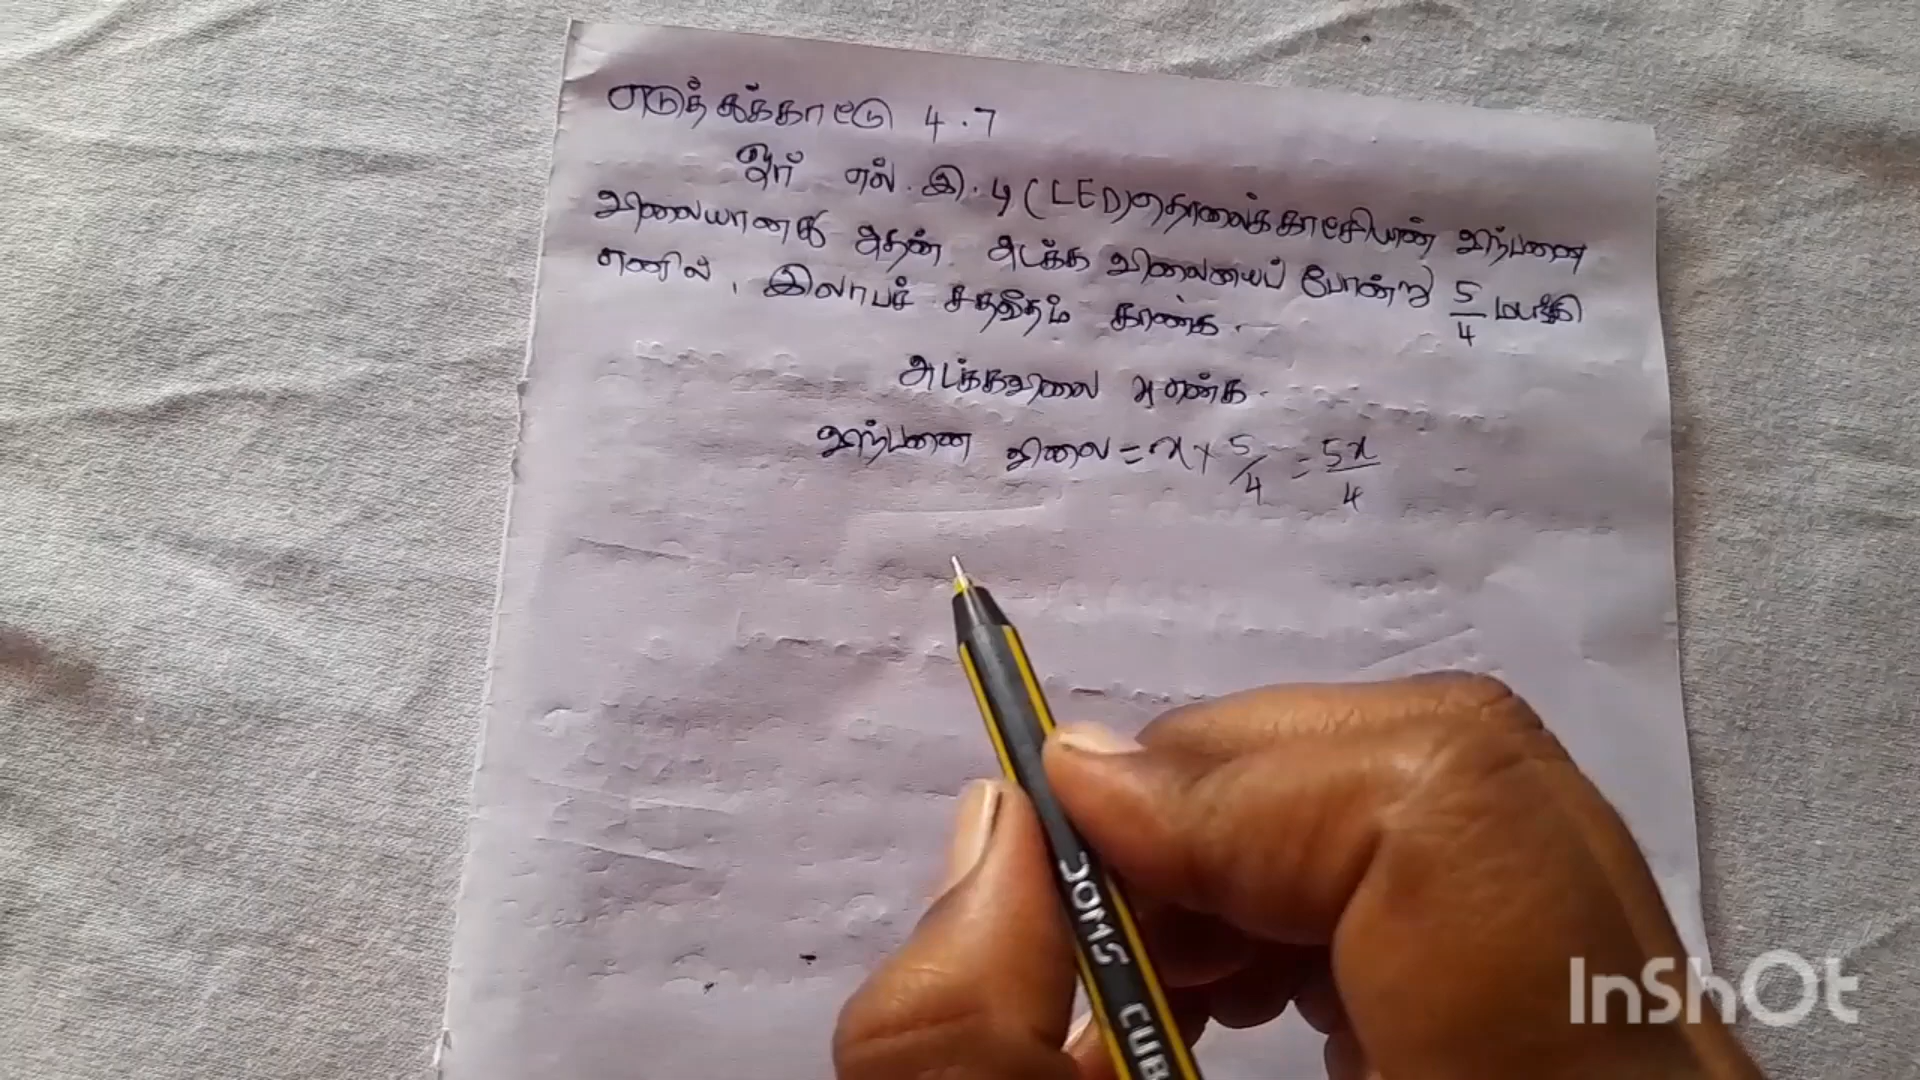 எடுத்துக்காட்டு 4.7
ஓர் எல்.இ.டி (LED) தொலைக்காட்சியின் விற்பனை
விலையானது அதன் அடக்க விலையைப் போன்று 5/4 மடங்கு
எனில், இலாபச் சதவீதம் காண்க.
அடக்கவிலை x என்க.
விற்பனை விலை = x × 5/4 = 5x/4
DOMS CUB
InShOt